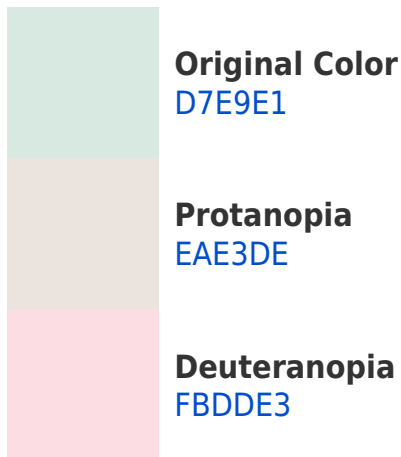 Original Color
D7E9E1
Protanopia
EAE3DE
Deuteranopia
FBDDE3